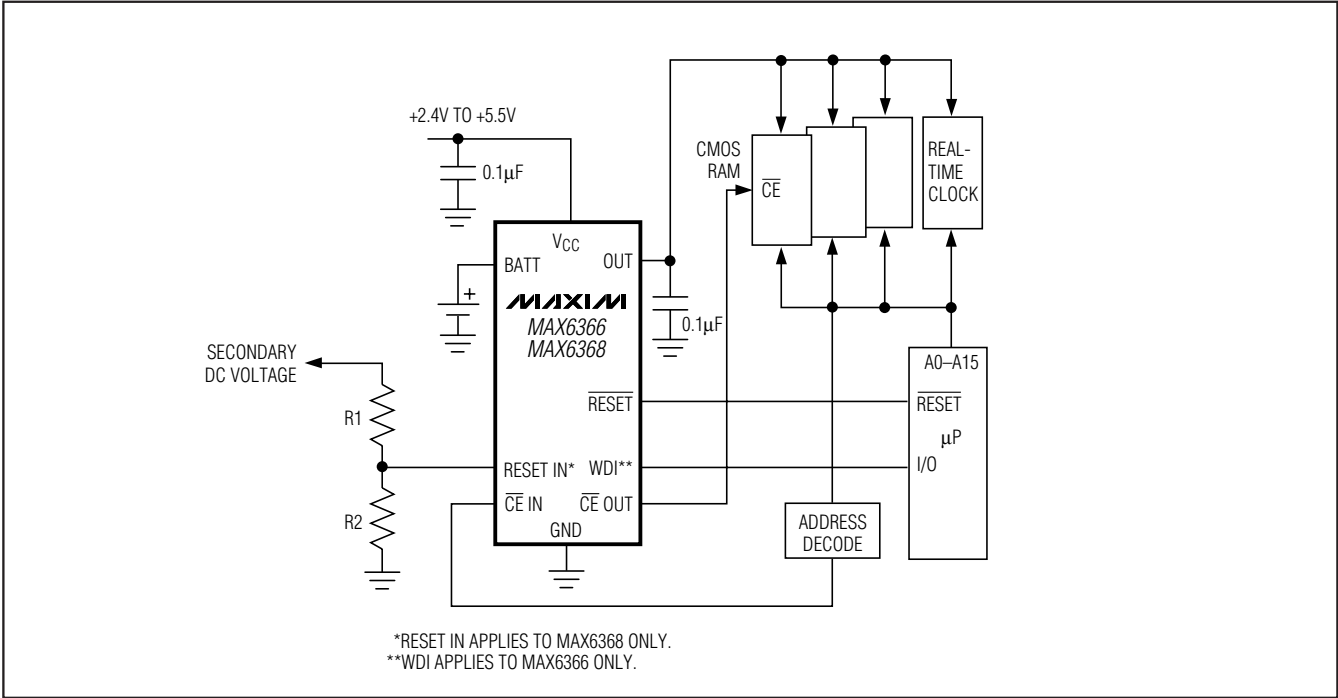 +2.4V TO +5.5V
0.1μF
CMOS
RAM
CE
REAL-
TIME
CLOCK
VCC
BATT
OUT
+
MAXIM
MAX6366
MAX6368
0.1μF
SECONDARY
DC VOLTAGE
A0–A15
R1
RESET
RESET
μP
RESET IN*
WDI**
I/O
CE IN
CE OUT
R2
GND
ADDRESS
DECODE
*RESET IN APPLIES TO MAX6368 ONLY.
**WDI APPLIES TO MAX6366 ONLY.